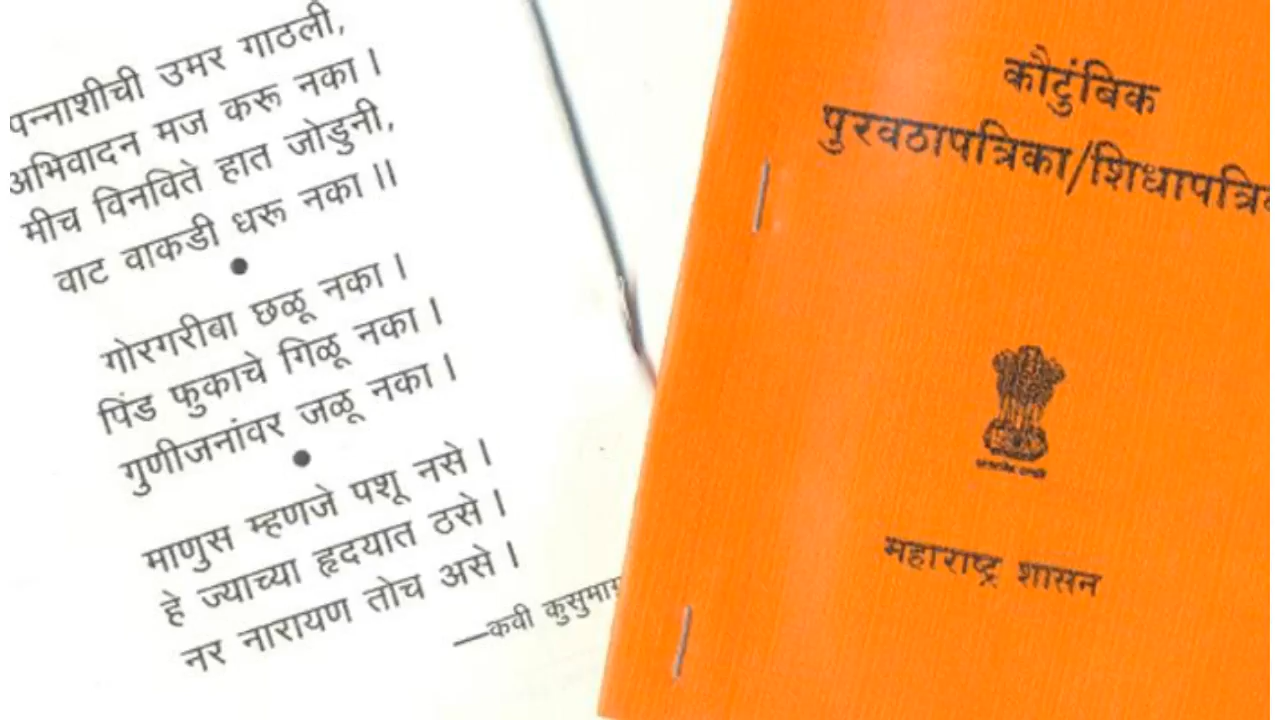 पन्नाशीची उमर गाठली,
अभिवादन मज करू नका ।
मीच विनविते हात जोडुनी,
वाट वाकडी धरू नका ॥
गोरगरीबा छळू नका ।
पिंड फुकाचे गिळू नका ।
गुणीजनांवर जळू नका ।
माणुस म्हणजे पशू नसे ।
हे ज्याच्या हृदयात ठसे ।
नर नारायण तोच असे ।
—कवी
कौटुंबिक
पुरवठापत्रिका/
महाराष्ट्र शासन